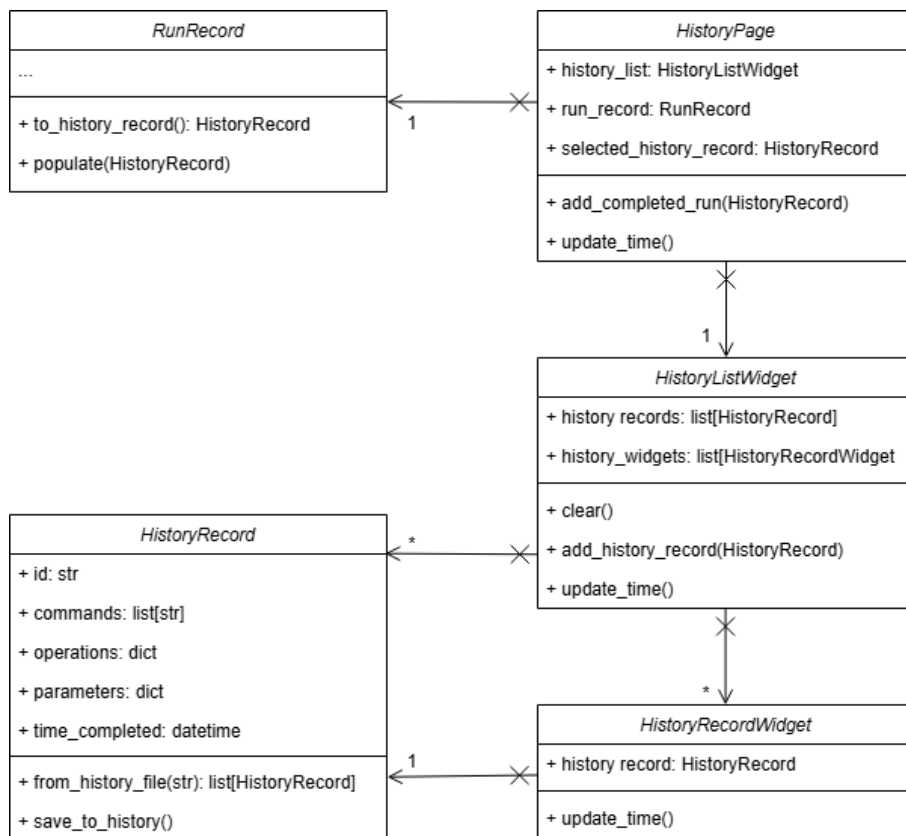 RunRecord
...
+ to_history_record(): HistoryRecord
+ populate(HistoryRecord)
1
HistoryPage
+ history_list: HistoryListWidget
+ run_record: RunRecord
+ selected_history_record: HistoryRecord
+ add_completed_run(HistoryRecord)
+ update_time()
1
HistoryListWidget
+ history records: list[HistoryRecord]
+ history_widgets: list[HistoryRecordWidget
+ clear()
+ add_history_record(HistoryRecord)
+ update_time()
*
*
HistoryRecord
+ id: str
+ commands: list[str]
+ operations: dict
+ parameters: dict
+ time_completed: datetime
+ from_history_file(str): list[HistoryRecord]
+ save_to_history()
1
HistoryRecordWidget
+ history record: HistoryRecord
+ update_time()